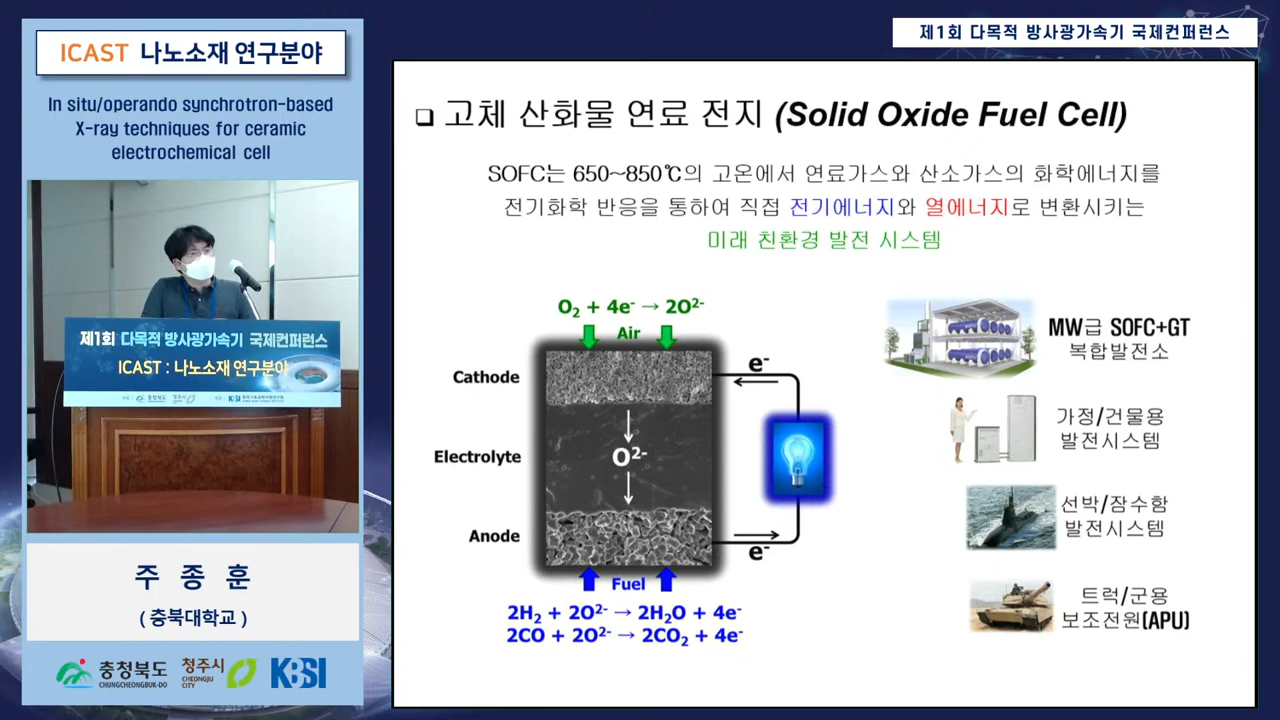 ICAST 나노소재 연구분야
In situ/operando synchrotron-based
X-ray techniques for ceramic
electrochemical cell
제1회 다목적 방사광가속기 국제컨퍼런스
ICAST : 나노소재 연구분야
충청북도 청주시 KBSI
주 종 훈
( 충북대학교 )
충청북도
CHUNGCHEONGBUK-DO
청주시
CHEONGJU
CITY
KBSI
제1회 다목적 방사광가속기 국제컨퍼런스
❑ 고체 산화물 연료 전지 (Solid Oxide Fuel Cell)
SOFC는 650~850℃의 고온에서 연료가스와 산소가스의 화학에너지를
전기화학 반응을 통하여 직접 전기에너지와 열에너지로 변환시키는
미래 친환경 발전 시스템
O₂ + 4e⁻ → 2O²⁻
Air
Cathode
e⁻
Electrolyte
O²⁻
Anode
e⁻
Fuel
2H₂ + 2O²⁻ → 2H₂O + 4e⁻
2CO + 2O²⁻ → 2CO₂ + 4e⁻
MW급 SOFC+GT
복합발전소
가정/건물용
발전시스템
선박/잠수함
발전시스템
트럭/군용
보조전원(APU)